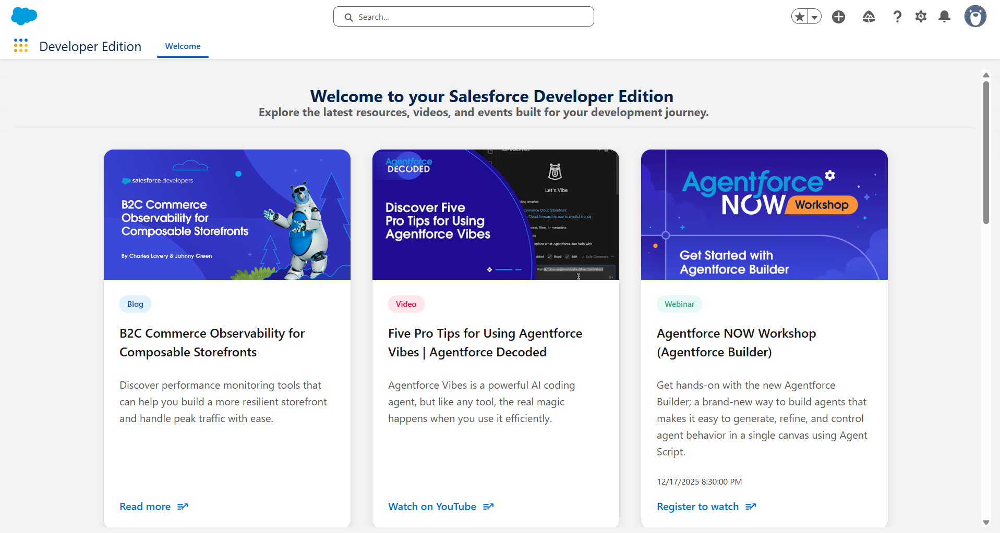 Search...
Developer Edition
Welcome
Welcome to your Salesforce Developer Edition
Explore the latest resources, videos, and events built for your development journey.
salesforce developers
B2C Commerce
Observability for
Composable Storefronts
By Charles Lavery & Johnny Green
Blog
B2C Commerce Observability for
Composable Storefronts
Discover performance monitoring tools that
can help you build a more resilient storefront
and handle peak traffic with ease.
Read more
Agentforce
DECODED
Discover Five
Pro Tips for Using
Agentforce Vibes
AGENTFORCE VIBES
Let's Vibe
ding smarter:
ommerce Cloud Storefront
s Cloud forecasting app to predict trends
ntext, files, or metadata
explore what Agentforce can help with
abled Read Edit Safe Comman
that @/force-app/main/default/lwc/todoFilters
Video
Five Pro Tips for Using Agentforce
Vibes | Agentforce Decoded
Agentforce Vibes is a powerful AI coding
agent, but like any tool, the real magic
happens when you use it efficiently.
Watch on YouTube
Agentforce
NOW Workshop
Get Started with
Agentforce Builder
Webinar
Agentforce NOW Workshop
(Agentforce Builder)
Get hands-on with the new Agentforce
Builder; a brand-new way to build agents that
makes it easy to generate, refine, and control
agent behavior in a single canvas using Agent
Script.
12/17/2025 8:30:00 PM
Register to watch